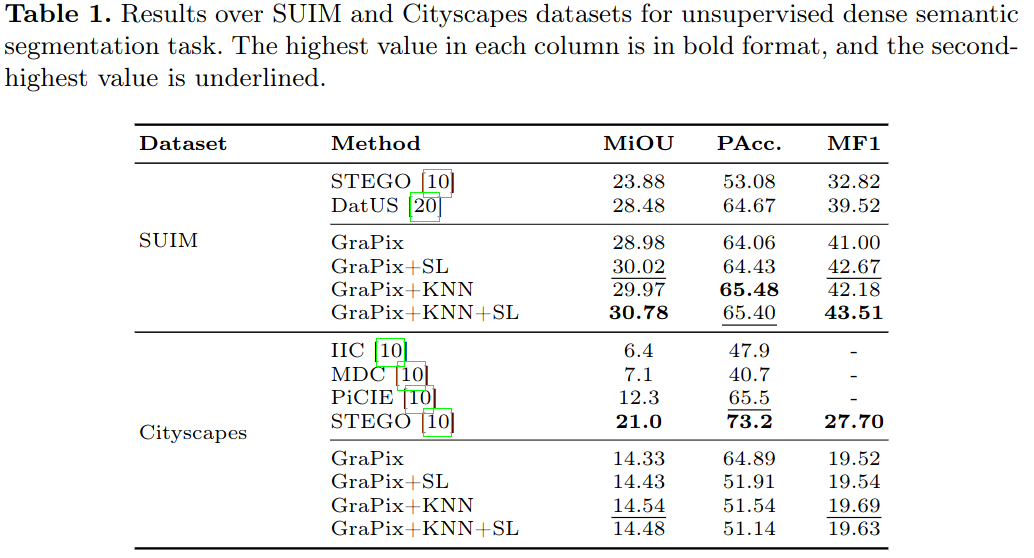 Table 1. Results over SUIM and Cityscapes datasets for unsupervised dense semantic
segmentation task. The highest value in each column is in bold format, and the second-
highest value is underlined.
Dataset Method MiOU PAcc. MF1
STEGO [10] 23.88 53.08 32.82
DatUS [20] 28.48 64.67 39.52
SUIM
GraPix 28.98 64.06 41.00
GraPix+SL 30.02 64.43 42.67
GraPix+KNN 29.97 65.48 42.18
GraPix+KNN+SL 30.78 65.40 43.51
IIC [10] 6.4 47.9 -
MDC [10] 7.1 40.7 -
PiCIE [10] 12.3 65.5 -
STEGO [10] 21.0 73.2 27.70
Cityscapes
GraPix 14.33 64.89 19.52
GraPix+SL 14.43 51.91 19.54
GraPix+KNN 14.54 51.54 19.69
GraPix+KNN+SL 14.48 51.14 19.63